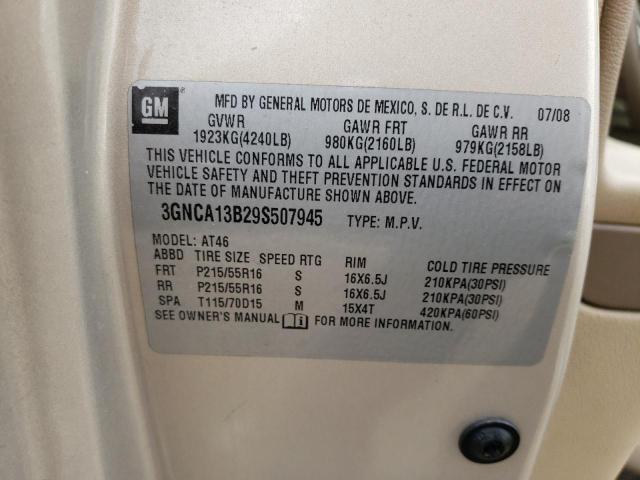 GM ® MFD BY GENERAL MOTORS DE MEXICO, S. DE R.L. DE C.V. 07/08
GVWR GAWR FRT GAWR RR
1923KG(4240LB) 980KG(2160LB) 979KG(2158LB)
THIS VEHICLE CONFORMS TO ALL APPLICABLE U.S. FEDERAL MOTOR
VEHICLE SAFETY AND THEFT PREVENTION STANDARDS IN EFFECT ON
THE DATE OF MANUFACTURE SHOWN ABOVE.
3GNCA13B29S507945 TYPE: M.P.V.
MODEL: AT46
ABBD TIRE SIZE SPEED RTG RIM COLD TIRE PRESSURE
FRT P215/55R16 S 16X6.5J 210KPA(30PSI)
RR P215/55R16 S 16X6.5J 210KPA(30PSI)
SPA T115/70D15 M 15X4T 420KPA(60PSI)
SEE OWNER'S MANUAL i FOR MORE INFORMATION.